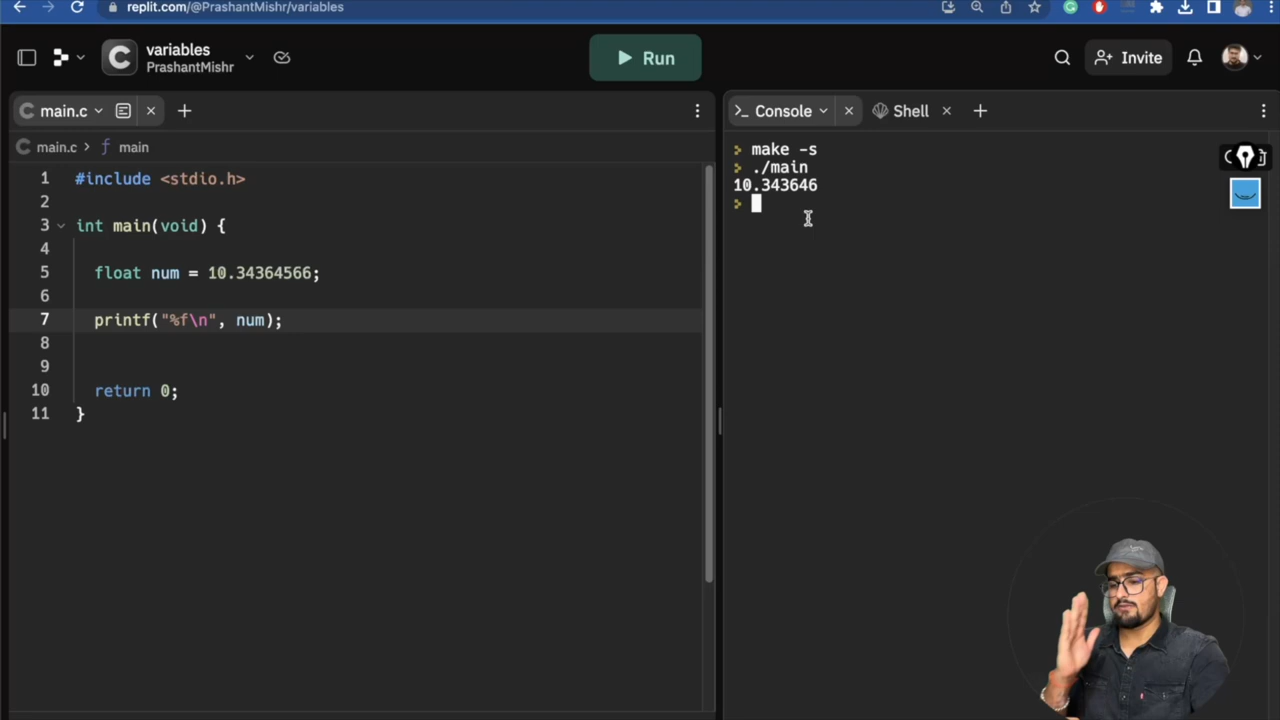 replit.com/@PrashantMishr/variables
variables
PrashantMishr
Run
Invite
main.c
main.c > main
1 #include <stdio.h>
2
3 int main(void) {
4
5 float num = 10.34364566;
6
7 printf("%f\n", num);
8
9
10 return 0;
11 }
>_ Console
Shell
> make -s
> ./main
10.343646
>